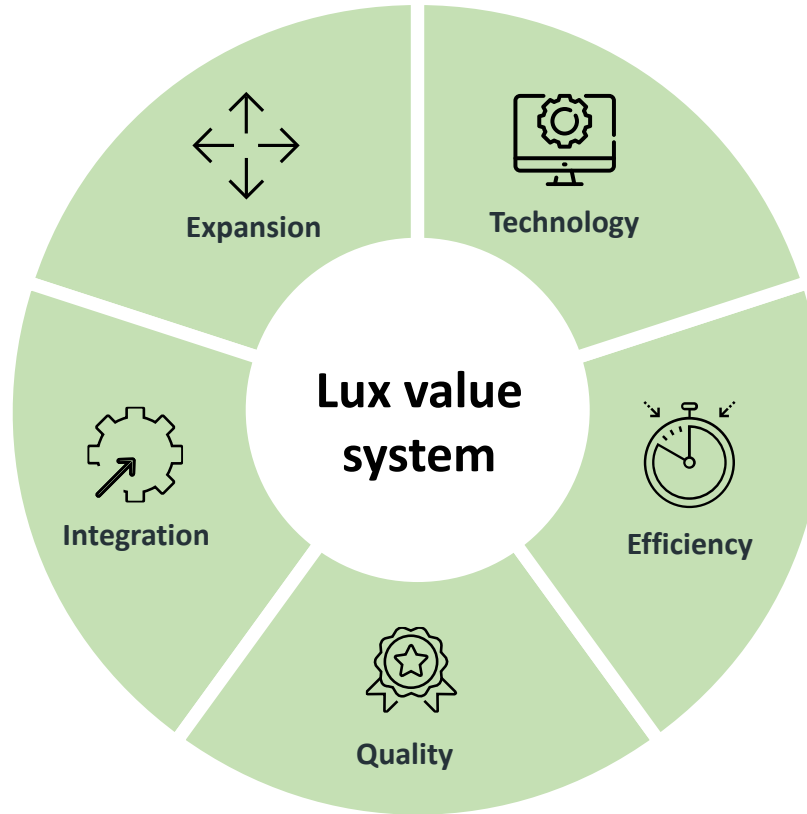 Expansion
Technology
Lux value
system
Integration
Efficiency
Quality